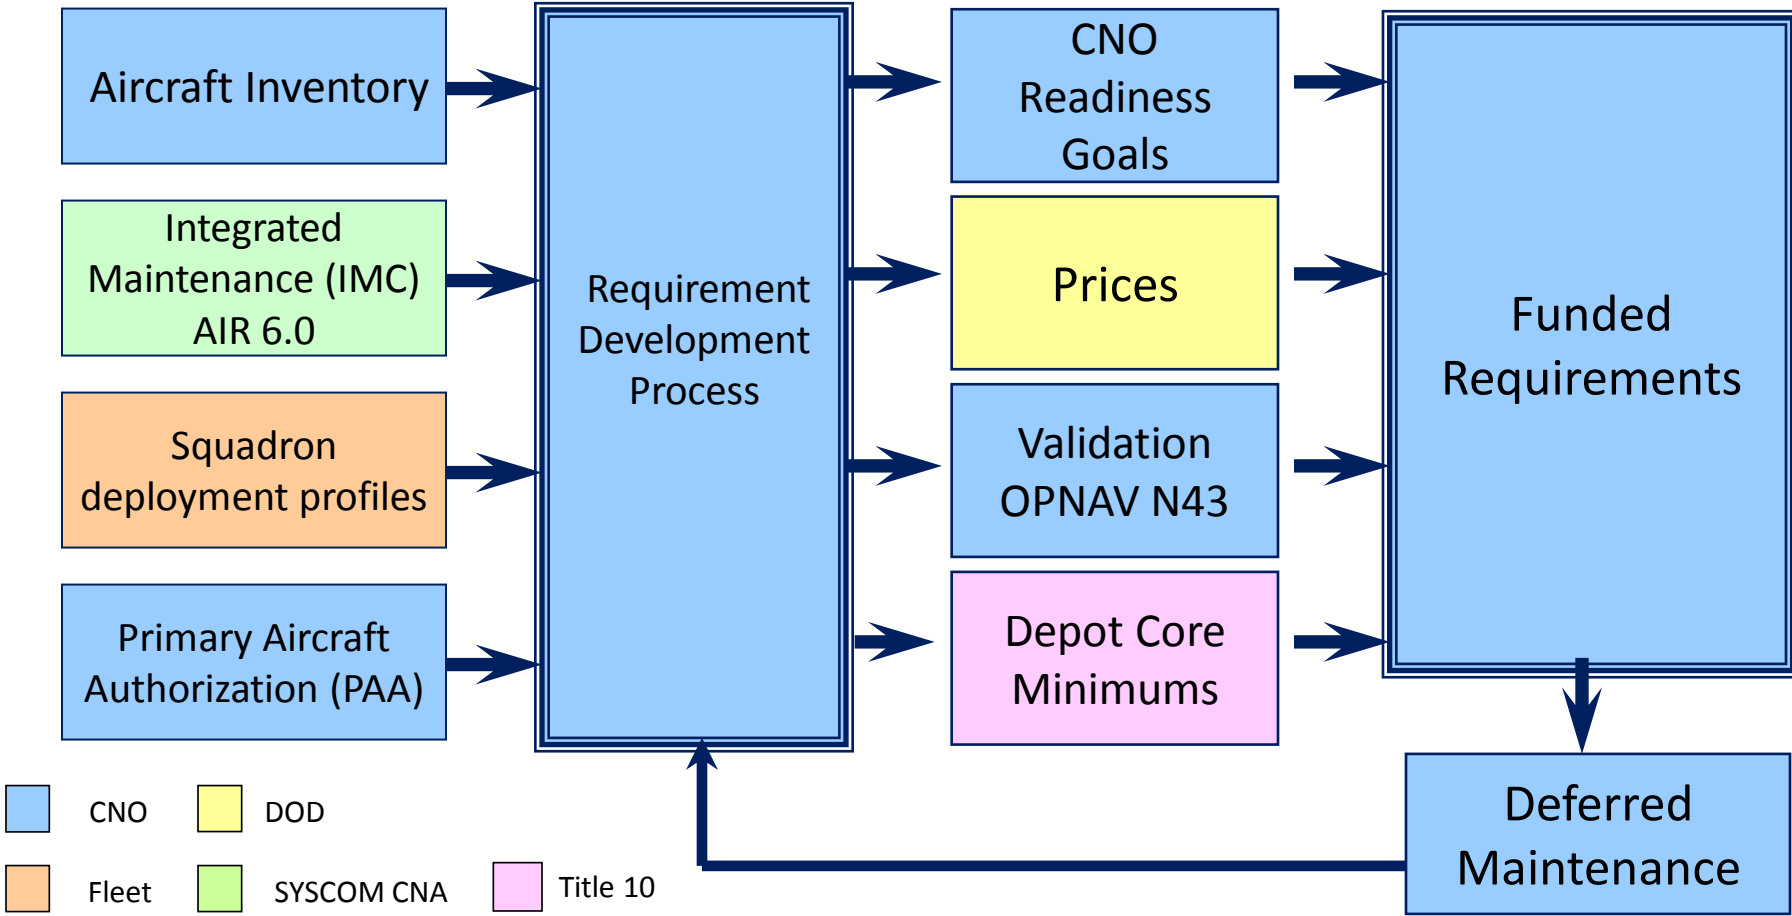 Aircraft Inventory
Integrated
Maintenance (IMC)
AIR 6.0
Squadron
deployment profiles
Primary Aircraft
Authorization (PAA)
Requirement
Development
Process
CNO
Readiness
Goals
Prices
Validation
OPNAV N43
Depot Core
Minimums
Funded
Requirements
Deferred
Maintenance
CNO
DOD
Fleet
SYSCOM CNA
Title 10